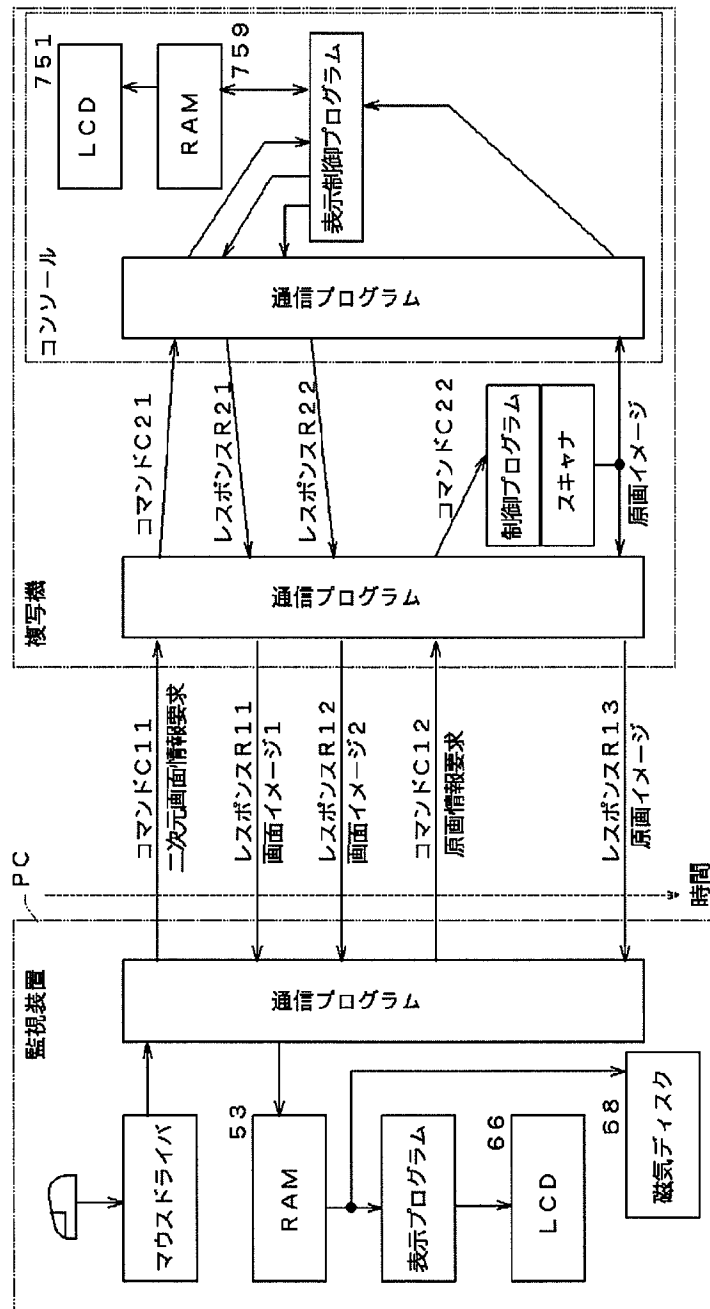 PC
監視装置
マウスドライバ
53
RAM
表示プログラム
66
LCD
68
磁気ディスク
通信プログラム
時間
コマンドC11
二次元画面情報要求
レスポンスR11
画面イメージ1
レスポンスR12
画面イメージ2
コマンドC12
原画情報要求
レスポンスR13
原画イメージ
複写機
通信プログラム
コマンドC21
レスポンスR21
レスポンスR22
コマンドC22
制御プログラム
スキャナ
原画イメージ
コンソール
通信プログラム
751
LCD
RAM
759
表示制御プログラム